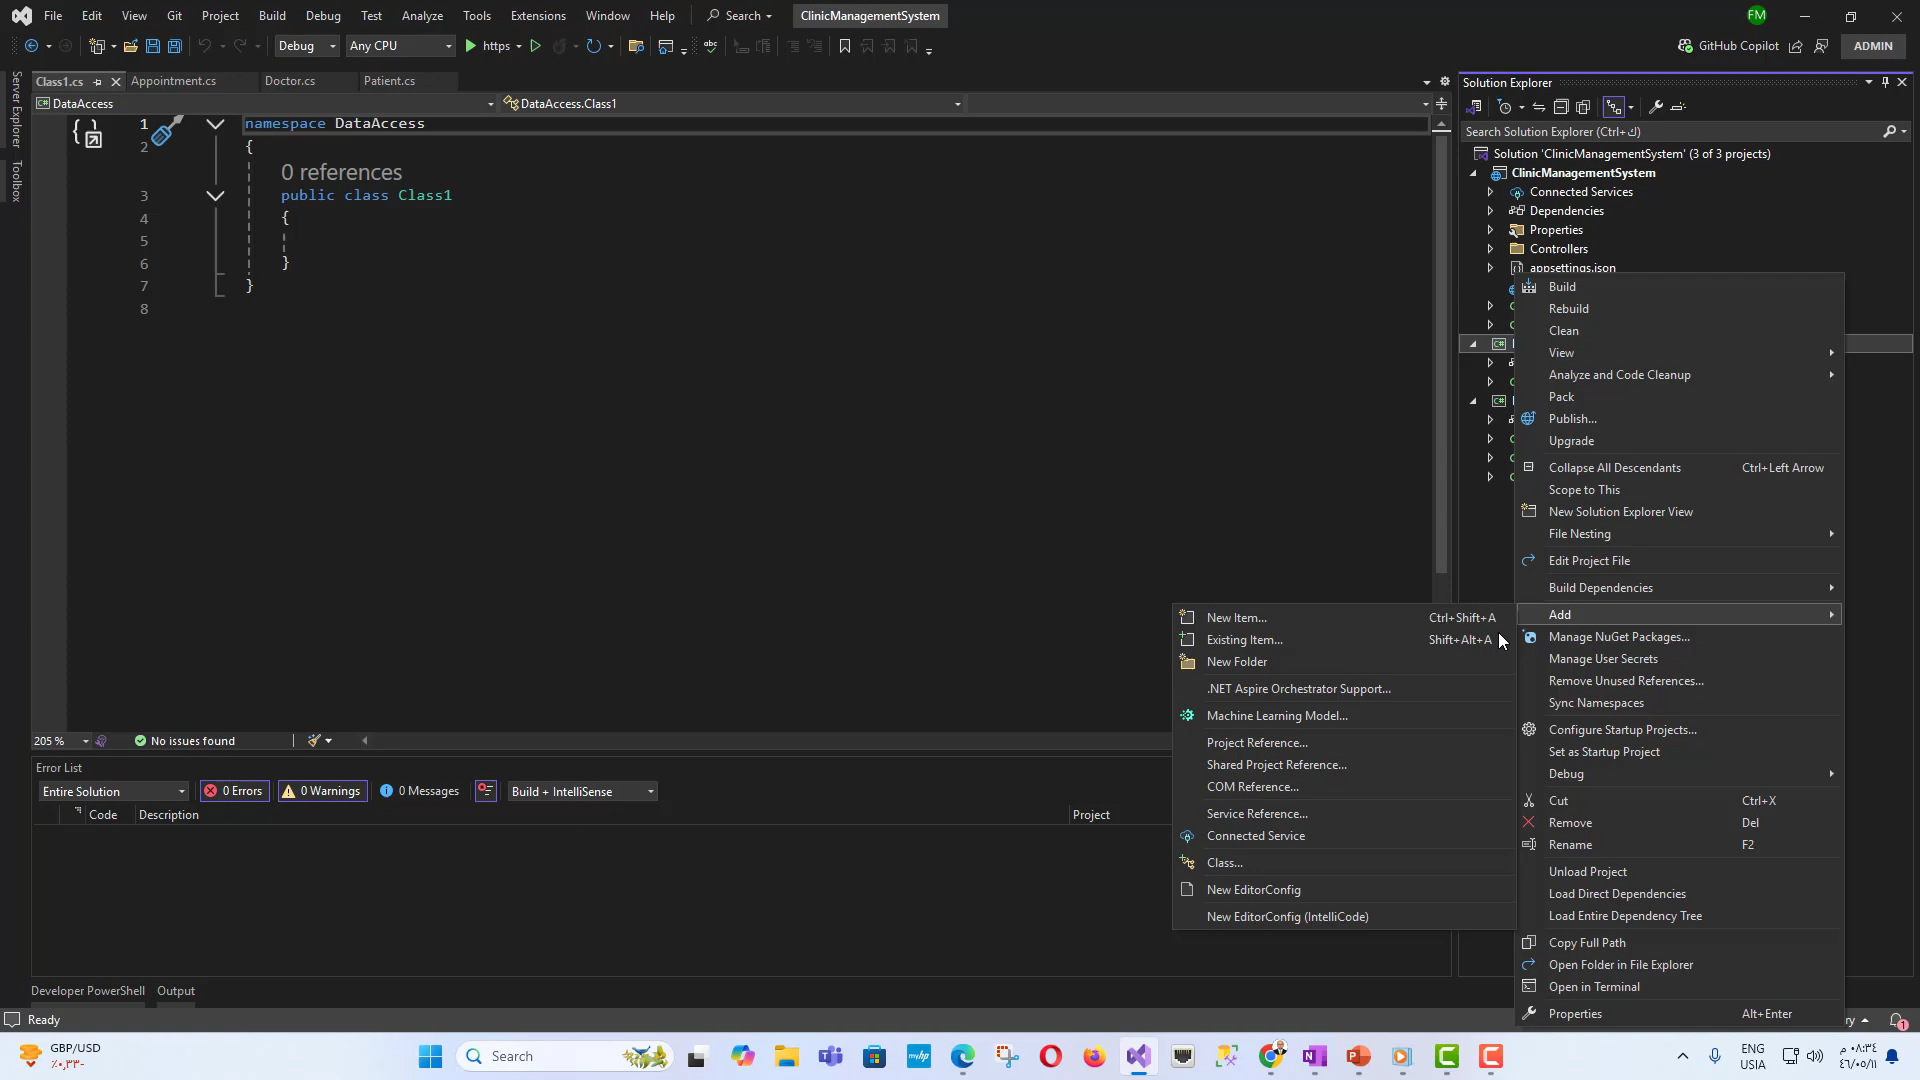 File Edit View Git Project Build Debug Test Analyze Tools Extensions Window Help Search ClinicManagementSystem FM
Debug Any CPU https GitHub Copilot ADMIN
Server Explorer
Toolbox
Class1.cs Appointment.cs Doctor.cs Patient.cs
DataAccess DataAccess.Class1
1 namespace DataAccess
2 {
0 references
3 public class Class1
4 {
5
6 }
7 }
8
205 % No issues found
Error List
Entire Solution 0 Errors 0 Warnings 0 Messages Build + IntelliSense
Code Description Project
Developer PowerShell Output
Ready
Solution Explorer
Search Solution Explorer (Ctrl+ك)
Solution 'ClinicManagementSystem' (3 of 3 projects)
ClinicManagementSystem
Connected Services
Dependencies
Properties
Controllers
appsettings.json
Build
Rebuild
Clean
View
Analyze and Code Cleanup
Pack
Publish...
Upgrade
Collapse All Descendants Ctrl+Left Arrow
Scope to This
New Solution Explorer View
File Nesting
Edit Project File
Build Dependencies
Add
Manage NuGet Packages...
Manage User Secrets
Remove Unused References...
Sync Namespaces
Configure Startup Projects...
Set as Startup Project
Debug
Cut Ctrl+X
Remove Del
Rename F2
Unload Project
Load Direct Dependencies
Load Entire Dependency Tree
Copy Full Path
Open Folder in File Explorer
Open in Terminal
Properties Alt+Enter
New Item... Ctrl+Shift+A
Existing Item... Shift+Alt+A
New Folder
.NET Aspire Orchestrator Support...
Machine Learning Model...
Project Reference...
Shared Project Reference...
COM Reference...
Service Reference...
Connected Service
Class...
New EditorConfig
New EditorConfig (IntelliCode)
GBP/USD
Search
ENG
USIA
٠٨:٣٤ م
٤٦/٠٥/١١